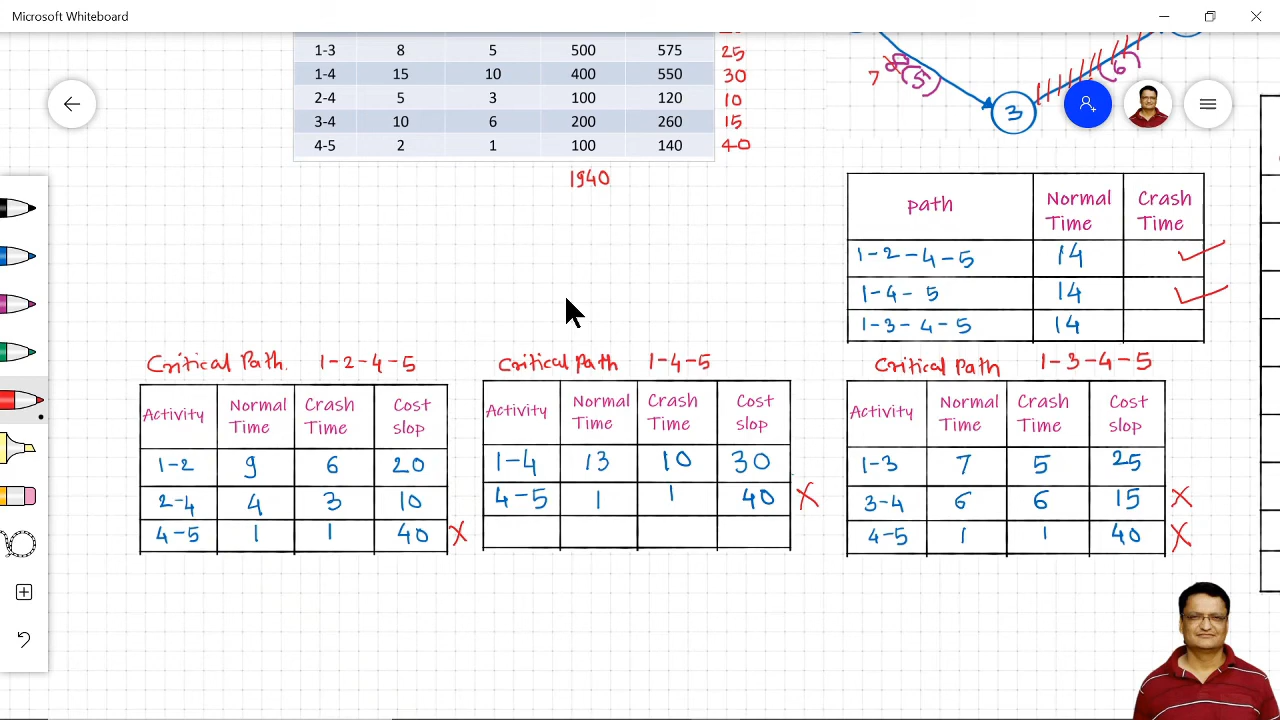 Microsoft Whiteboard
1-3 8 5 500 575 25
1-4 15 10 400 550 30
2-4 5 3 100 120 10
3-4 10 6 200 260 15
4-5 2 1 100 140 40
1940
7 8 (5)
(6)
3
path Normal Time Crash Time
1-2-4-5 14
1-4-5 14
1-3-4-5 14
Critical Path. 1-2-4-5
Activity Normal Time Crash Time Cost slop
1-2 9 6 20
2-4 4 3 10
4-5 1 1 40 X
Critical Path 1-4-5
Activity Normal Time Crash Time Cost slop
1-4 13 10 30
4-5 1 1 40 X
Critical Path 1-3-4-5
Activity Normal Time Crash Time Cost slop
1-3 7 5 25
3-4 6 6 15 X
4-5 1 1 40 X